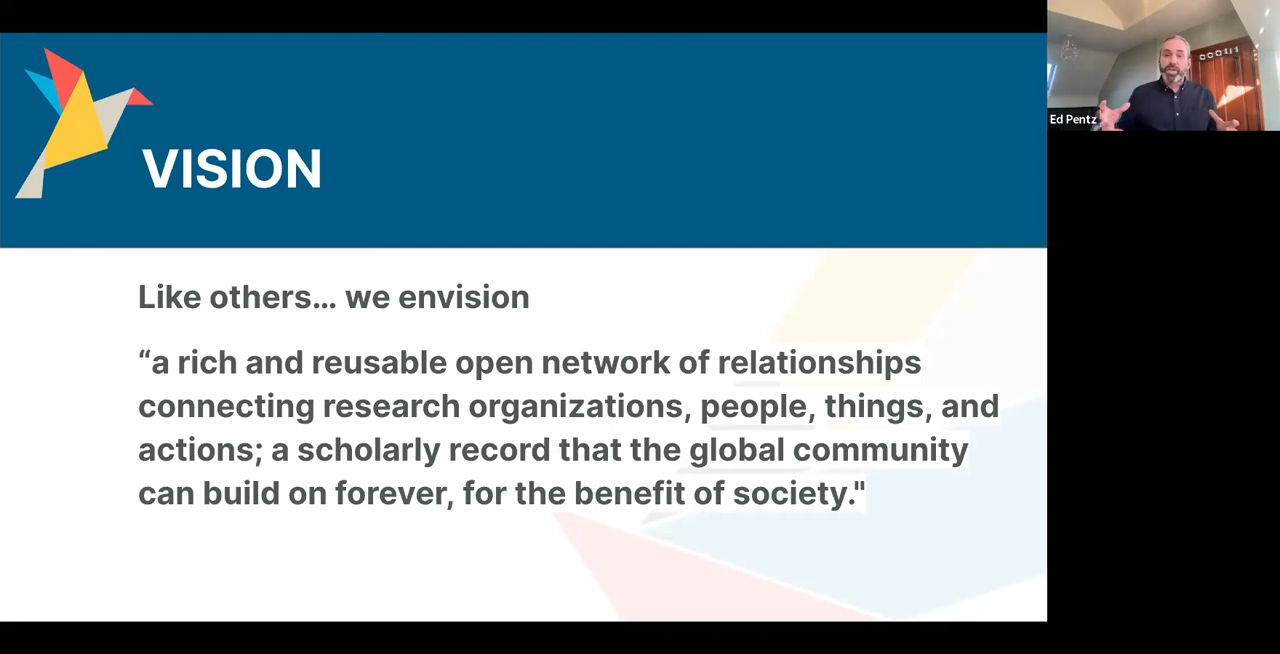 Ed Pentz
VISION
Like others... we envision
“a rich and reusable open network of relationships
connecting research organizations, people, things, and
actions; a scholarly record that the global community
can build on forever, for the benefit of society."